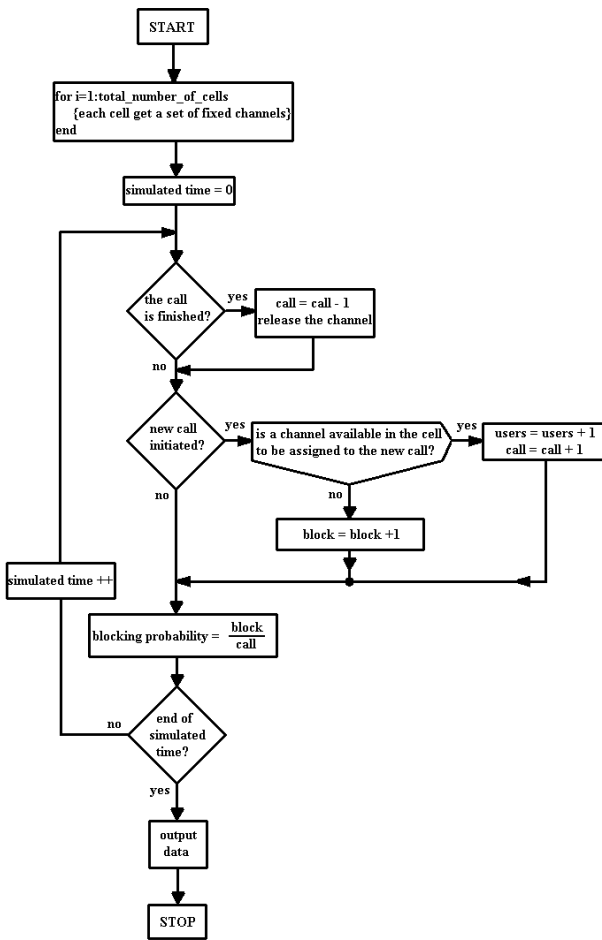 START
for i=1:total_number_of_cells
{each cell get a set of fixed channels}
end
simulated time = 0
the call
is finished?
yes
call = call - 1
release the channel
no
new call
initiated?
yes
is a channel available in the cell
to be assigned to the new call?
yes
users = users + 1
call = call + 1
no
no
block = block +1
simulated time ++
blocking probability = block
call
end of
simulated
time?
no
yes
output
data
STOP